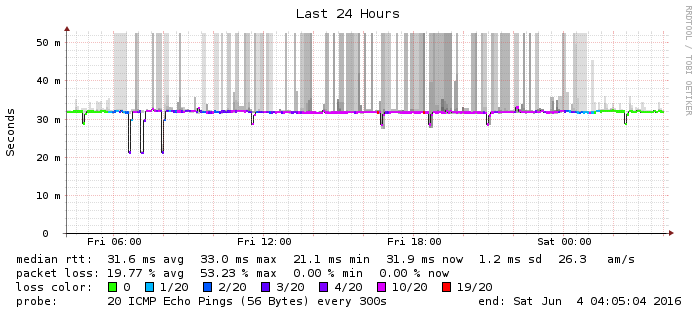 Last 24 Hours
RRDTOOL / TOBI OETIKER
Seconds
50 m
40 m
30 m
20 m
10 m
0
Fri 06:00 Fri 12:00 Fri 18:00 Sat 00:00
median rtt: 31.6 ms avg 33.0 ms max 21.1 ms min 31.9 ms now 1.2 ms sd 26.3 am/s
packet loss: 19.77 % avg 53.23 % max 0.00 % min 0.00 % now
loss color: 0 1/20 2/20 3/20 4/20 10/20 19/20
probe: 20 ICMP Echo Pings (56 Bytes) every 300s end: Sat Jun 4 04:05:04 2016